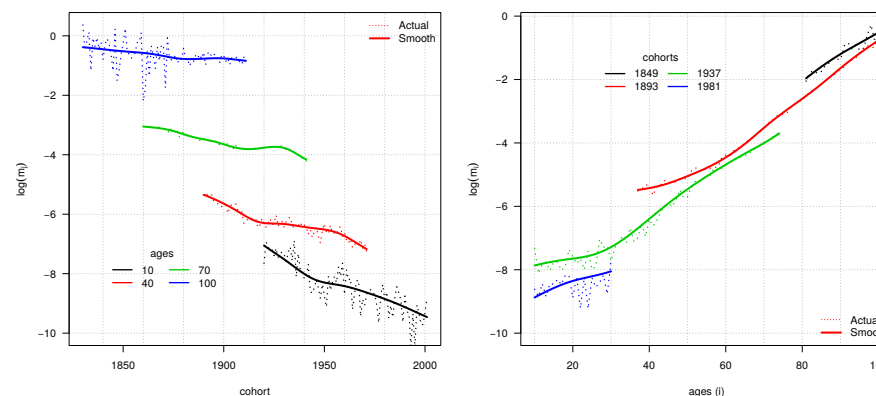 0
−2
−4
−6
−8
−10
log(mᵢ)
Actual
Smooth
ages
10 70
40 100
1850 1900 1950 2000
cohort
0
−2
−4
−6
−8
−10
log(mᵢ)
cohorts
1849 1937
1893 1981
Actual
20 40 60 80
ages (i)